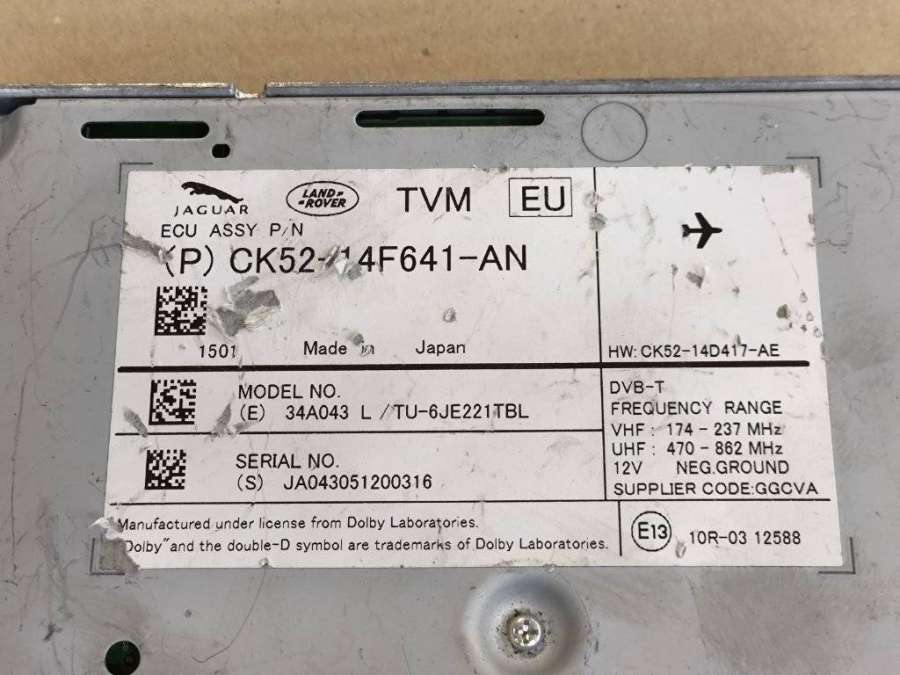 JAGUAR
LAND ROVER
TVM EU
ECU ASSY P/N
(P) CK52-14F641-AN
1501 Made in Japan
HW: CK52-14D417-AE
MODEL NO.
(E) 34A043 L /TU-6JE221TBL
SERIAL NO.
(S) JA043051200316
DVB-T
FREQUENCY RANGE
VHF : 174 - 237 MHz
UHF : 470 - 862 MHz
12V NEG.GROUND
SUPPLIER CODE:GGCVA
Manufactured under license from Dolby Laboratories.
Dolby" and the double-D symbol are trademarks of Dolby Laboratories.
E13 10R-03 12588